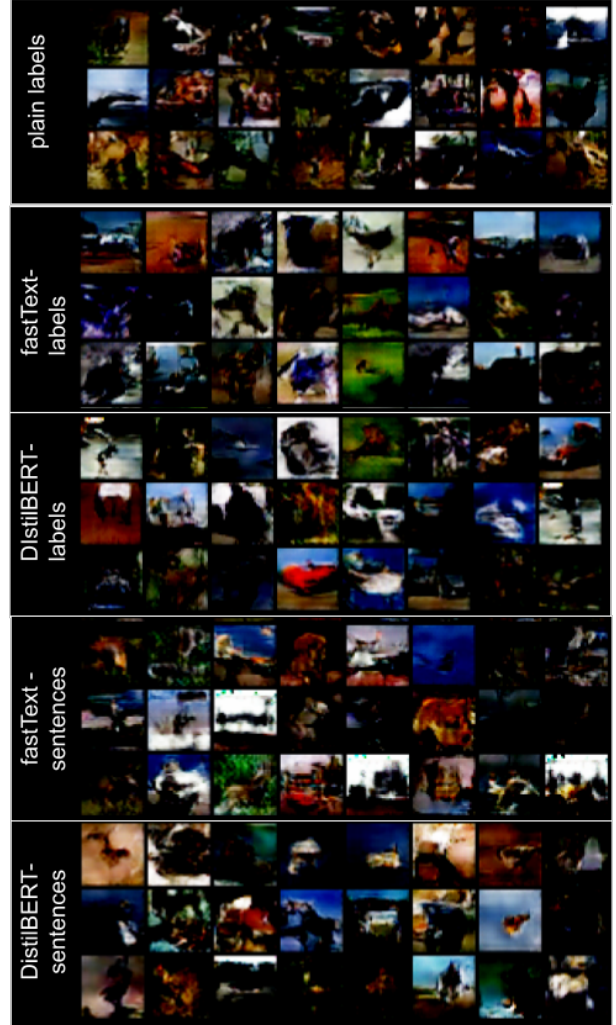 plain labels
fastText-
labels
DIstilBERT-
labels
fastText -
sentences
DistilBERT-
sentences